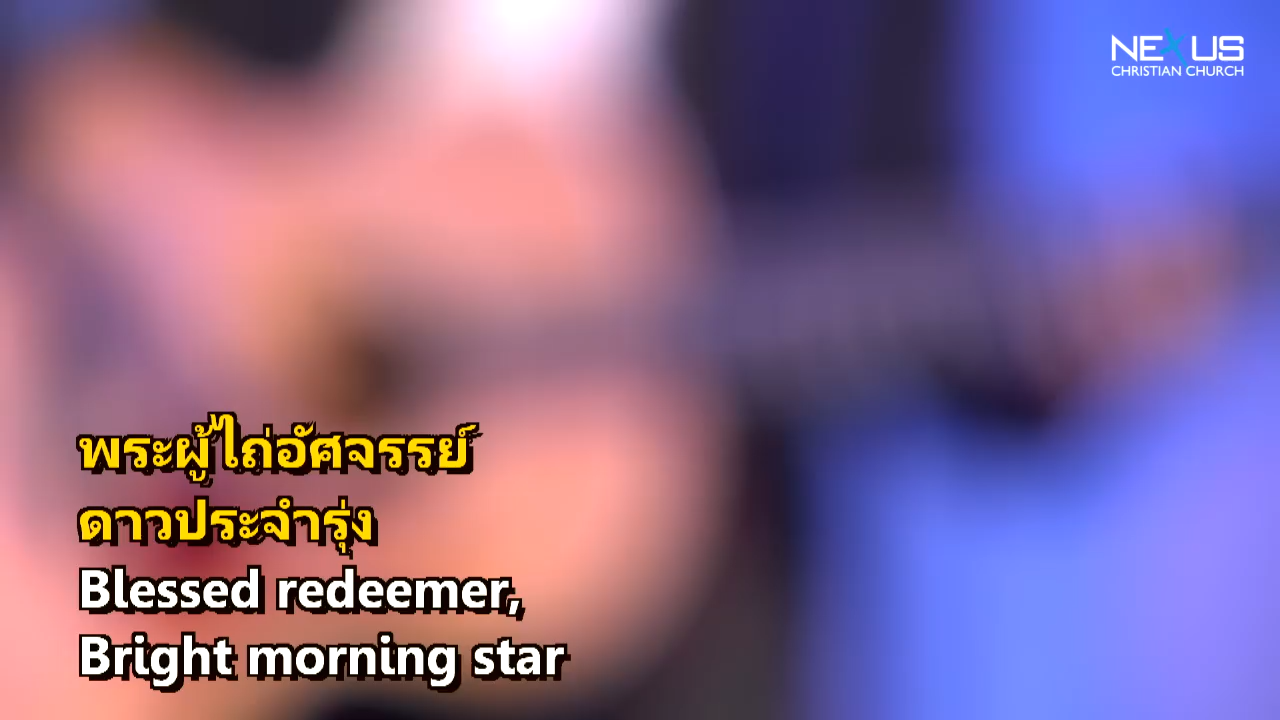 NEXUS
CHRISTIAN CHURCH
พระผู้ไถ่อัศจรรย์
ดาวประจำรุ่ง
Blessed redeemer,
Bright morning star